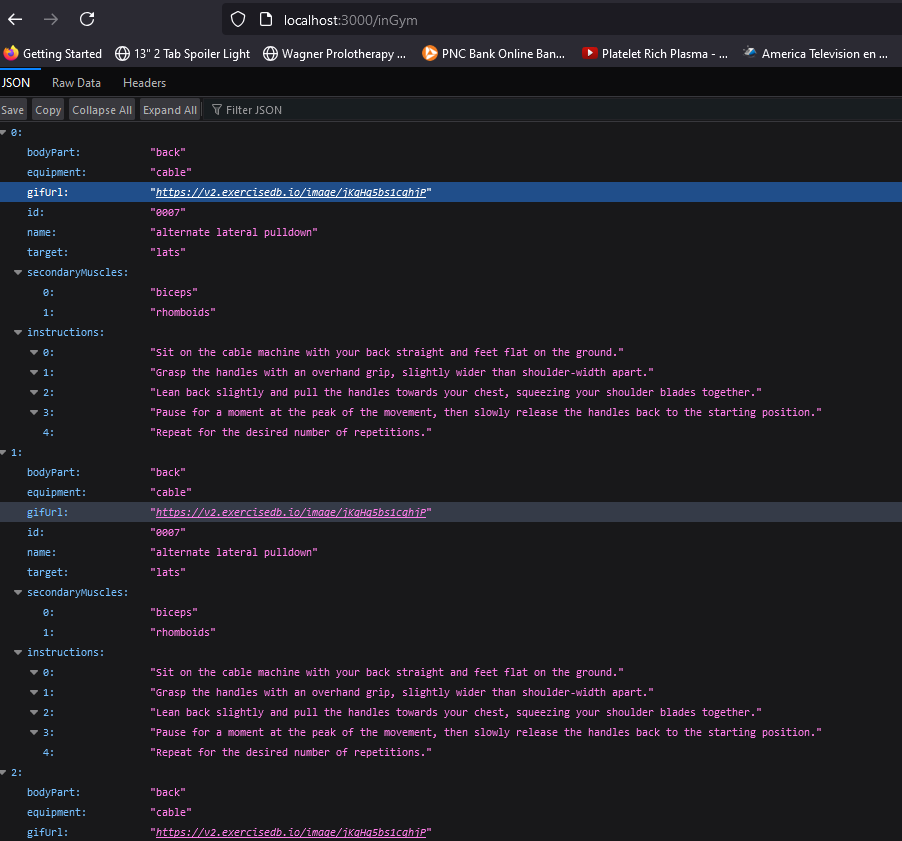 localhost:3000/inGym
Getting Started 13" 2 Tab Spoiler Light Wagner Prolotherapy ... PNC Bank Online Ban... Platelet Rich Plasma - ... America Television en ...
JSON Raw Data Headers
Save Copy Collapse All Expand All Filter JSON
0:
bodyPart: "back"
equipment: "cable"
gifUrl: "https://v2.exercisedb.io/image/jKqHq5bs1cqhjP"
id: "0007"
name: "alternate lateral pulldown"
target: "lats"
secondaryMuscles:
0: "biceps"
1: "rhomboids"
instructions:
0: "Sit on the cable machine with your back straight and feet flat on the ground."
1: "Grasp the handles with an overhand grip, slightly wider than shoulder-width apart."
2: "Lean back slightly and pull the handles towards your chest, squeezing your shoulder blades together."
3: "Pause for a moment at the peak of the movement, then slowly release the handles back to the starting position."
4: "Repeat for the desired number of repetitions."
1:
bodyPart: "back"
equipment: "cable"
gifUrl: "https://v2.exercisedb.io/image/jKqHq5bs1cqhjP"
id: "0007"
name: "alternate lateral pulldown"
target: "lats"
secondaryMuscles:
0: "biceps"
1: "rhomboids"
instructions:
0: "Sit on the cable machine with your back straight and feet flat on the ground."
1: "Grasp the handles with an overhand grip, slightly wider than shoulder-width apart."
2: "Lean back slightly and pull the handles towards your chest, squeezing your shoulder blades together."
3: "Pause for a moment at the peak of the movement, then slowly release the handles back to the starting position."
4: "Repeat for the desired number of repetitions."
2:
bodyPart: "back"
equipment: "cable"
gifUrl: "https://v2.exercisedb.io/image/jKqHq5bs1cqhjP"